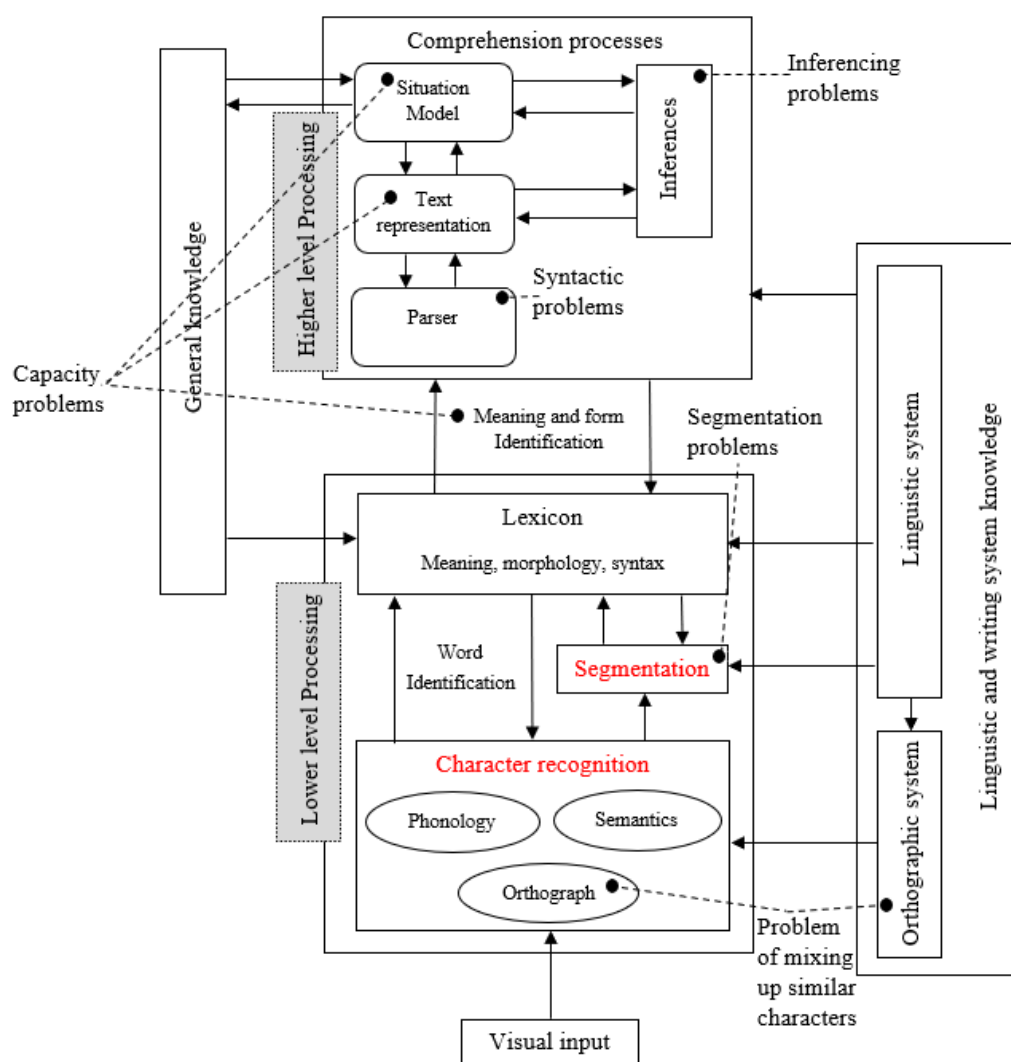 Comprehension processes
Situation
Model
Inferences
Inferencing
problems
Text
representation
Parser
Syntactic
problems
Higher level Processing
General knowledge
Capacity
problems
Meaning and form
Identification
Segmentation
problems
Lexicon
Meaning, morphology, syntax
Word
Identification
Segmentation
Lower level Processing
Character recognition
Phonology
Semantics
Orthograph
Linguistic system
Orthographic system
Linguistic and writing system knowledge
Problem
of mixing
up similar
characters
Visual input